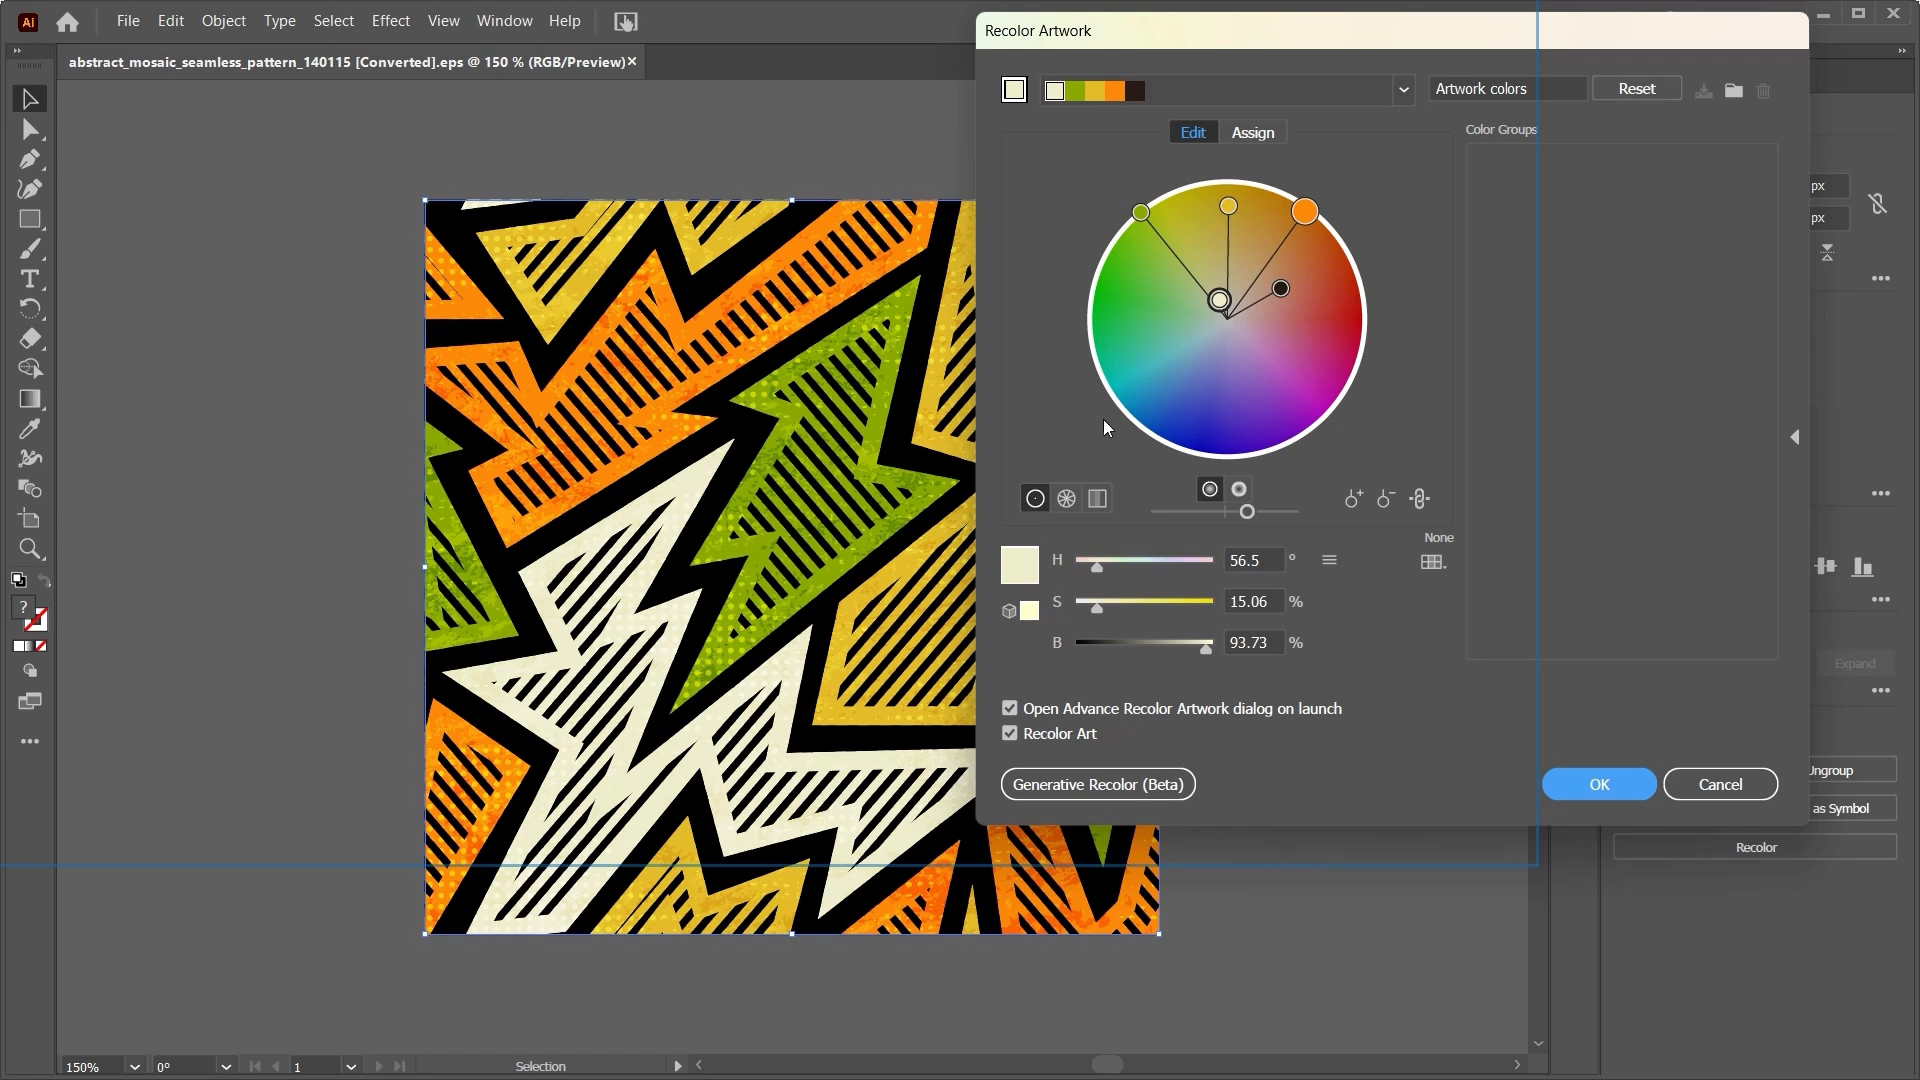 Ai File Edit Object Type Select Effect View Window Help
abstract_mosaic_seamless_pattern_140115 [Converted].eps @ 150 % (RGB/Preview) ×
Recolor Artwork
Artwork colors Reset
Edit Assign
Color Groups
px
px
None
H 56.5 °
S 15.06 %
B 93.73 %
?
Expand
Open Advance Recolor Artwork dialog on launch
Recolor Art
Generative Recolor (Beta) OK Cancel
Ungroup
as Symbol
Recolor
150% 0° 1 Selection